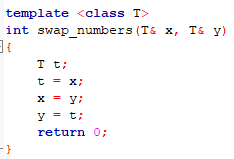 template <class T>
int swap_numbers(T& x, T& y)
{
    T t;
    t = x;
    x = y;
    y = t;
    return 0;
}